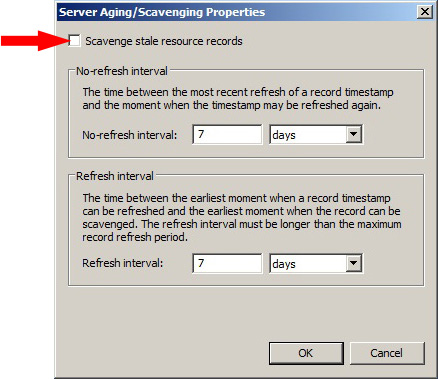 Server Aging/Scavenging Properties
Scavenge stale resource records
No-refresh interval
The time between the most recent refresh of a record timestamp
and the moment when the timestamp may be refreshed again.
No-refresh interval: 7 days
Refresh interval
The time between the earliest moment when a record timestamp
can be refreshed and the earliest moment when the record can be
scavenged. The refresh interval must be longer than the maximum
record refresh period.
Refresh interval: 7 days
OK Cancel